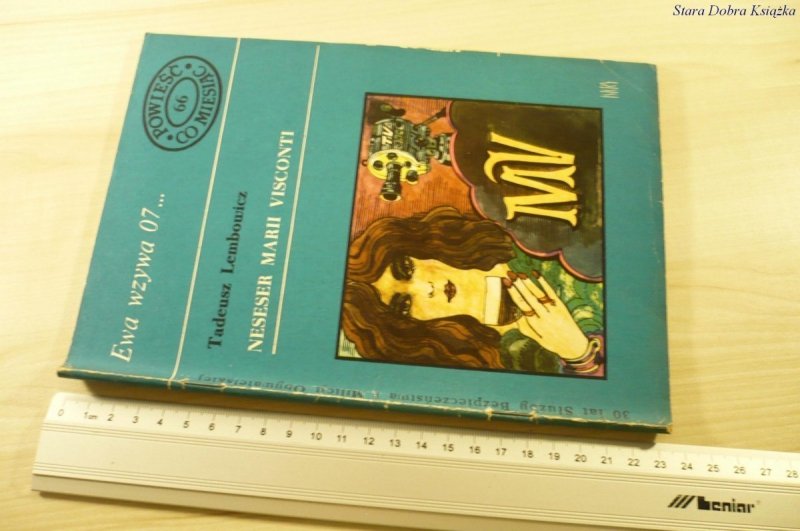 Stara Dobra Książka
POWIEŚĆ
66
CO MIESIĄC
Ewa wzywa 07...
Tadeusz Lembowicz
NESESER MARII VISCONTI
TV
MV
30 lat Służby Bezpieczeństwa i Milicji Obywatelskiej
0 1cm 2 3 4 5 6 7 8 9 10 11 12 13 14 15 16 17 18 19 20 21 22 23 24 25 26 27 28
leniar